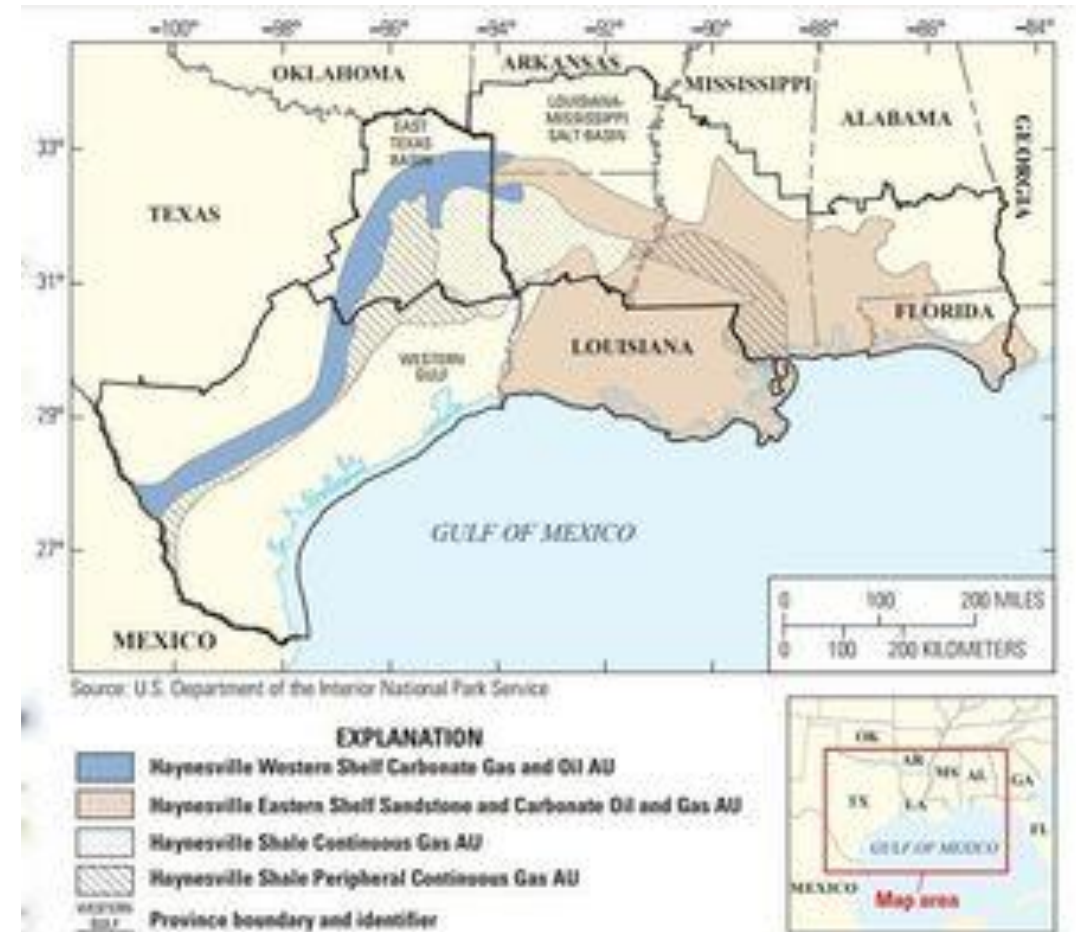 -100° -98° -96° -94° -92° -90° -88° -86° -84°
OKLAHOMA
ARKANSAS
MISSISSIPPI
ALABAMA
GEORGIA
LOUISIANA-
MISSISSIPPI
SALT BASIN
EAST
TEXAS
BASIN
33°
TEXAS
31°
FLORIDA
LOUISIANA
WESTERN
GULF
29°
GULF OF MEXICO
27°
0 100 200 MILES
0 100 200 KILOMETERS
MEXICO
Source: U.S. Department of the Interior National Park Service
EXPLANATION
Haynesville Western Shelf Carbonate Gas and Oil AU
Haynesville Eastern Shelf Sandstone and Carbonate Oil and Gas AU
Haynesville Shale Continuous Gas AU
Haynesville Shale Peripheral Continuous Gas AU
WESTERN
GULF
Province boundary and identifier
OK
AR
MS AL
GA
TX
LA
FL
GULF OF MEXICO
MEXICO
Map area